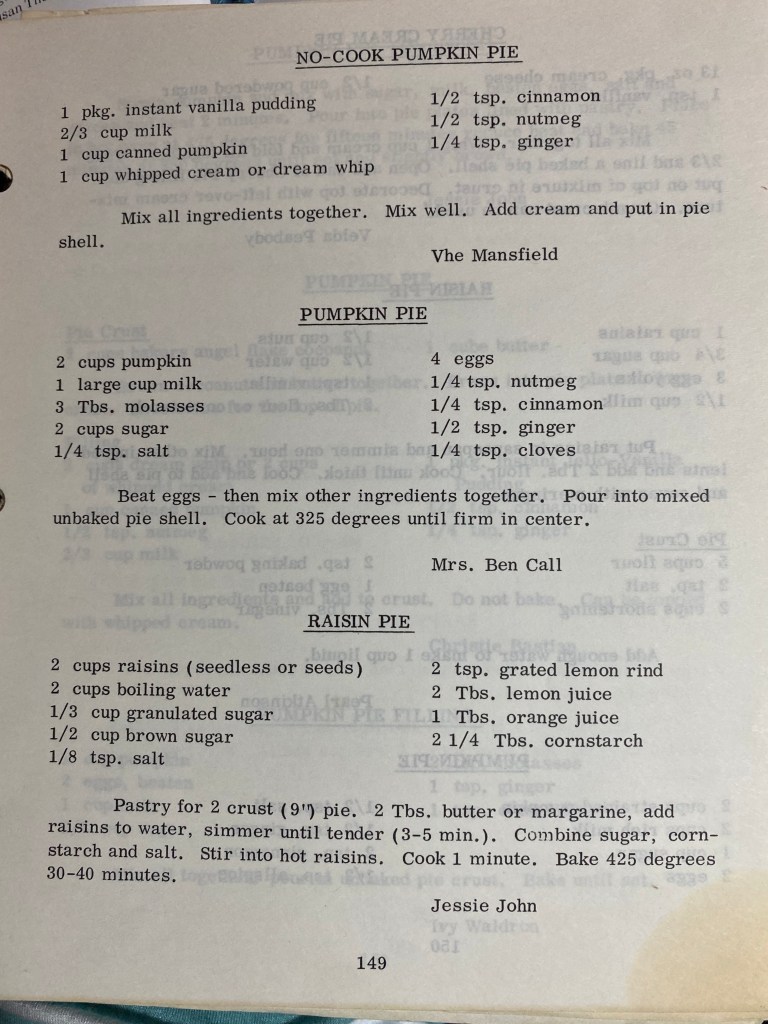 NO-COOK PUMPKIN PIE
1 pkg. instant vanilla pudding
2/3 cup milk
1 cup canned pumpkin
1 cup whipped cream or dream whip
1/2 tsp. cinnamon
1/2 tsp. nutmeg
1/4 tsp. ginger
Mix all ingredients together. Mix well. Add cream and put in pie
shell.
Vhe Mansfield
PUMPKIN PIE
2 cups pumpkin
1 large cup milk
3 Tbs. molasses
2 cups sugar
1/4 tsp. salt
4 eggs
1/4 tsp. nutmeg
1/4 tsp. cinnamon
1/2 tsp. ginger
1/4 tsp. cloves
Beat eggs - then mix other ingredients together. Pour into mixed
unbaked pie shell. Cook at 325 degrees until firm in center.
Mrs. Ben Call
RAISIN PIE
2 cups raisins (seedless or seeds)
2 cups boiling water
1/3 cup granulated sugar
1/2 cup brown sugar
1/8 tsp. salt
2 tsp. grated lemon rind
2 Tbs. lemon juice
1 Tbs. orange juice
2 1/4 Tbs. cornstarch
Pastry for 2 crust (9") pie. 2 Tbs. butter or margarine, add
raisins to water, simmer until tender (3-5 min.). Combine sugar, corn-
starch and salt. Stir into hot raisins. Cook 1 minute. Bake 425 degrees
30-40 minutes.
Jessie John
149